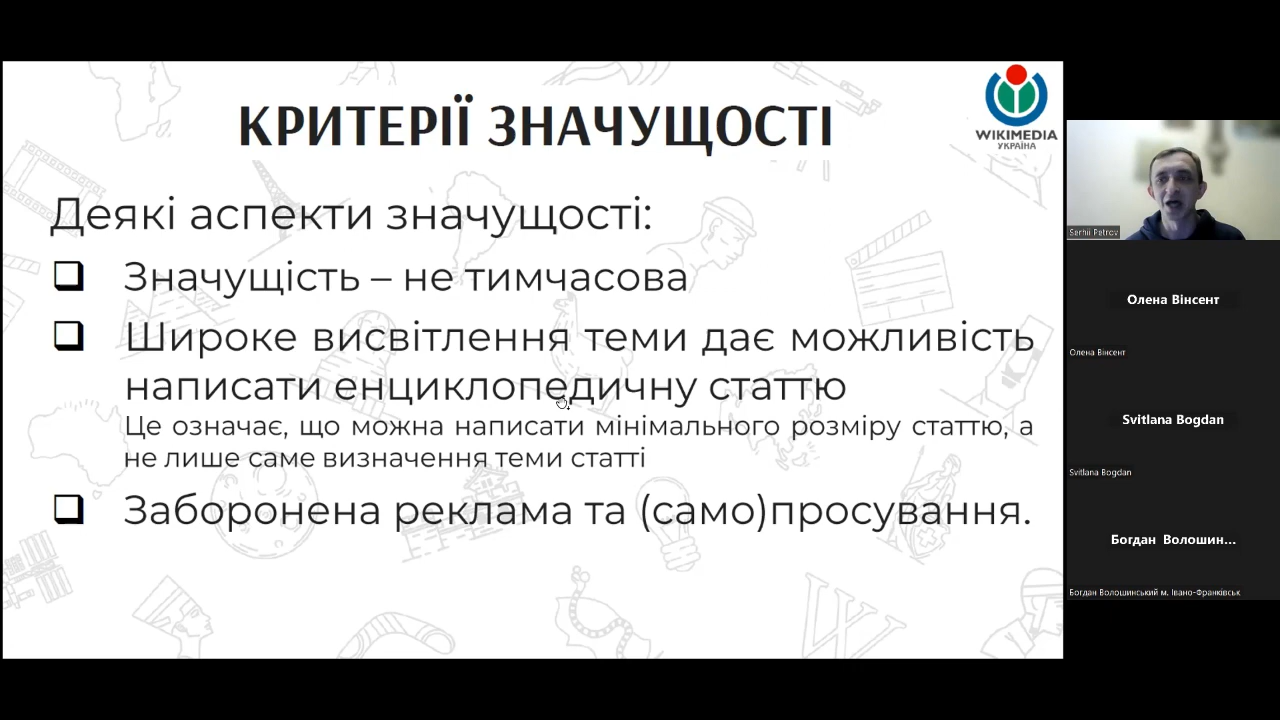 КРИТЕРІЇ ЗНАЧУЩОСТІ
WIKIMEDIA
УКРАЇНА
Деякі аспекти значущості:
Значущість – не тимчасова
Широке висвітлення теми дає можливість
написати енциклопедичну статтю
Це означає, що можна написати мінімального розміру статтю, а
не лише саме визначення теми статті
Заборонена реклама та (само)просування.
Serhii Petrov
Олена Вінсент
Олена Вінсент
Svitlana Bogdan
Svitlana Bogdan
Богдан Волошин...
Богдан Волошинський м. Івано-Франківськ